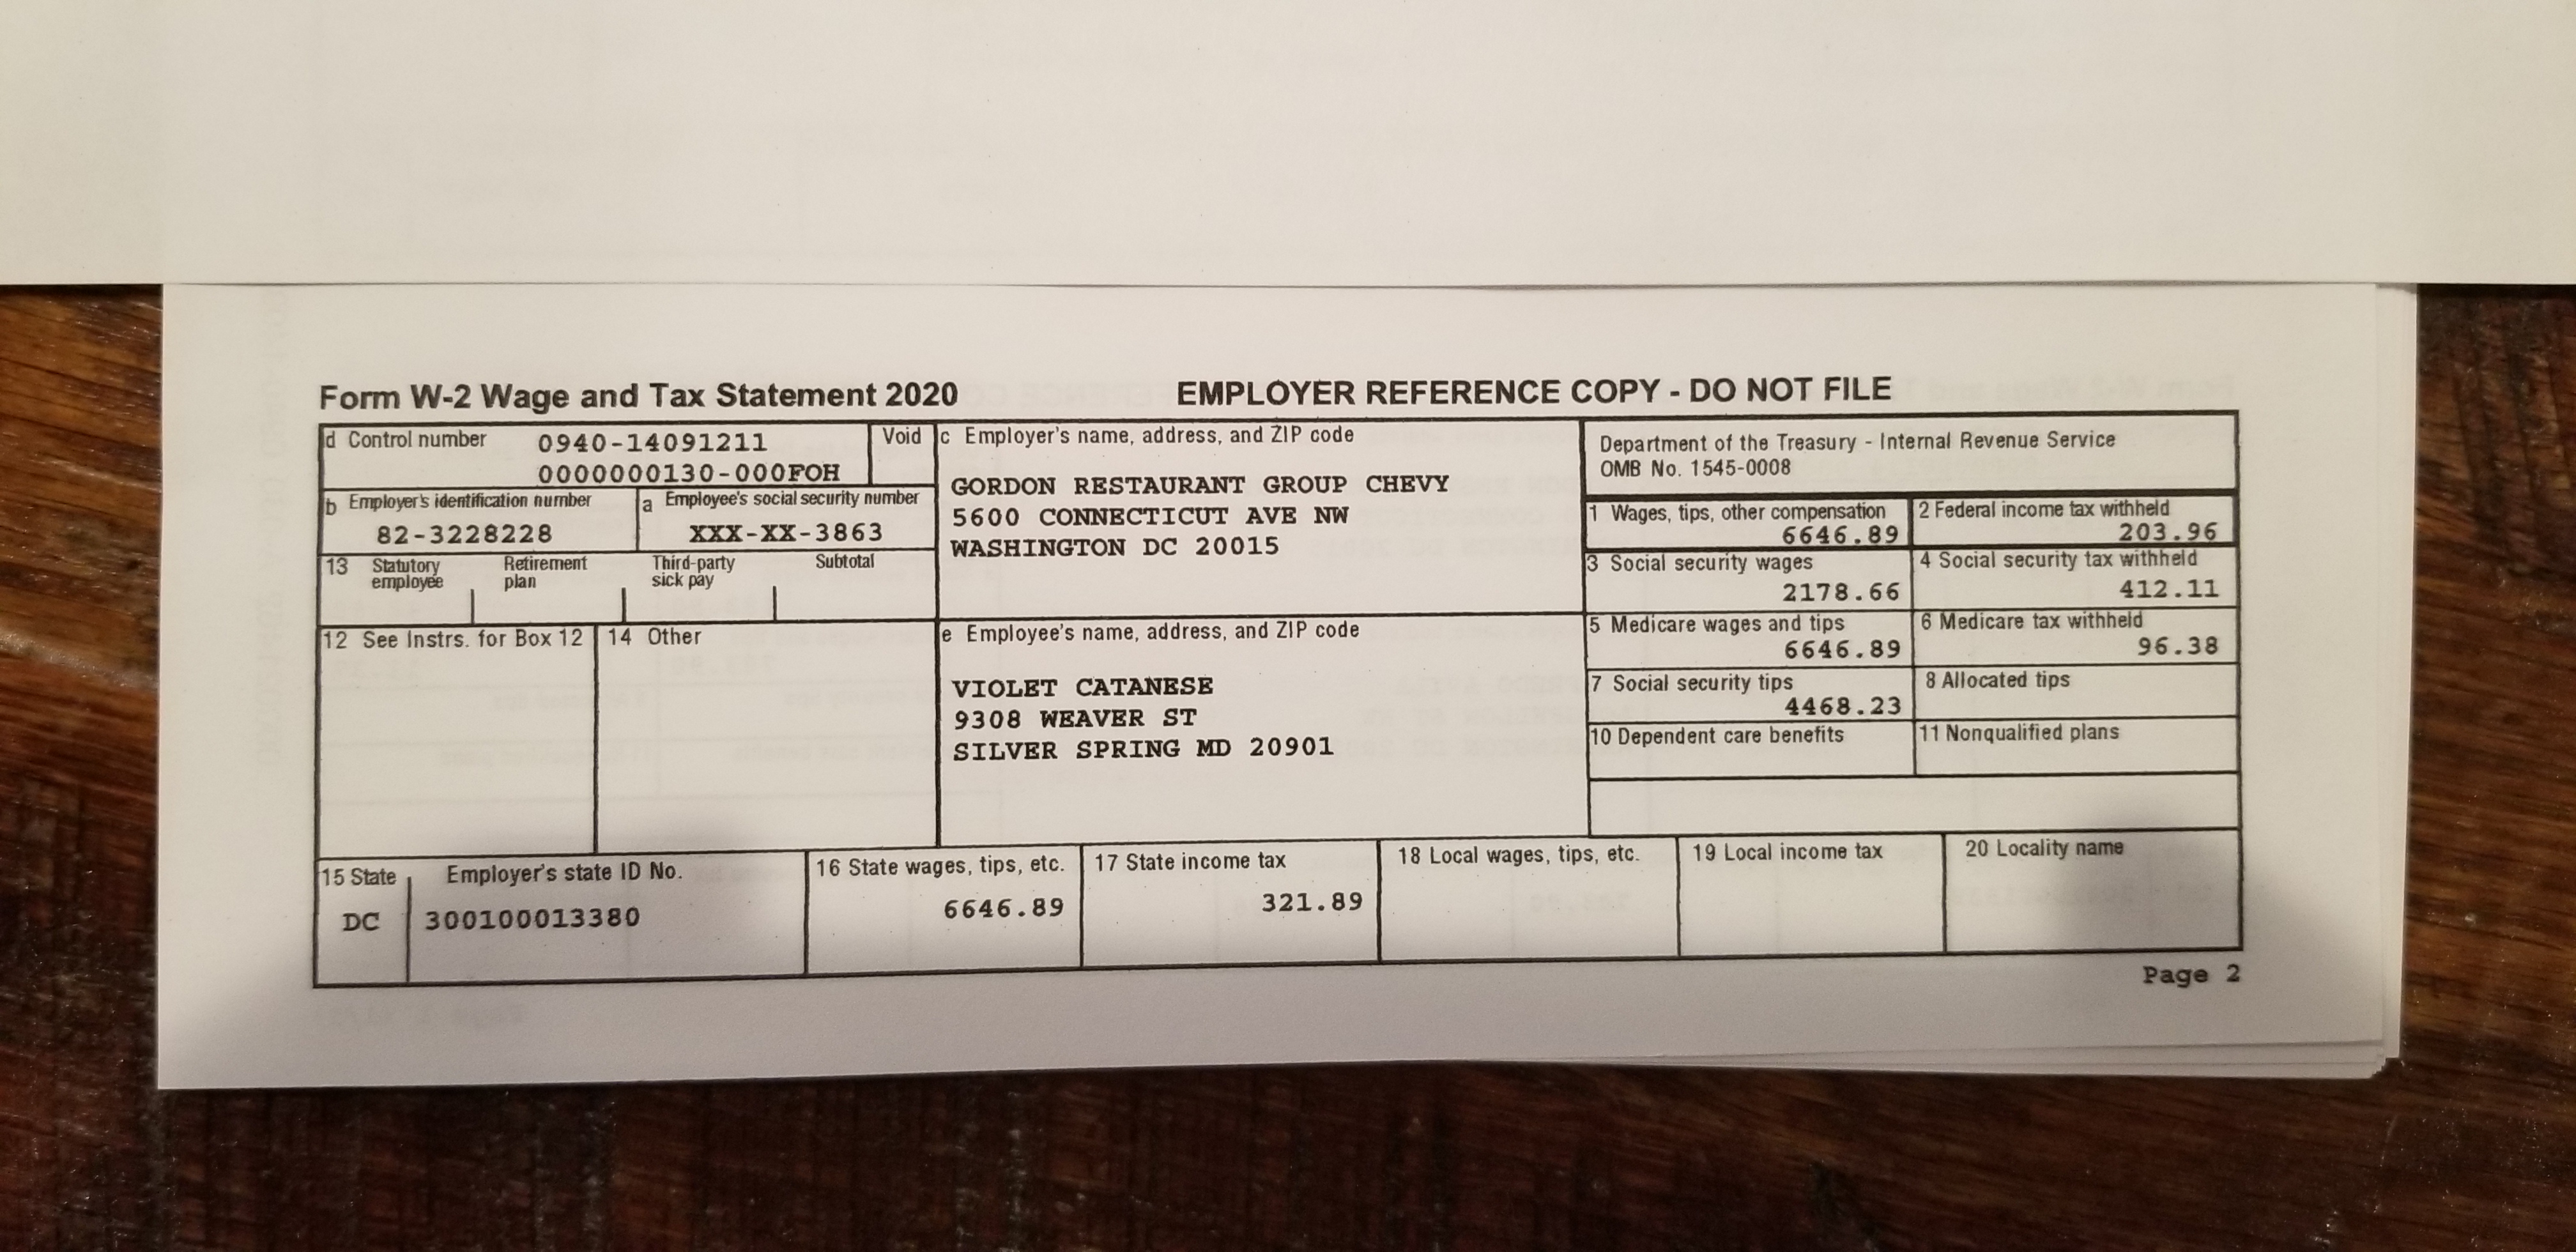 Form W-2 Wage and Tax Statement 2020
EMPLOYER REFERENCE COPY - DO NOT FILE
d Control number 0940-14091211
0000000130-000FOH
Void
c Employer's name, address, and ZIP code
GORDON RESTAURANT GROUP CHEVY
5600 CONNECTICUT AVE NW
WASHINGTON DC 20015
Department of the Treasury - Internal Revenue Service
OMB No. 1545-0008
b Employer's identification number
82-3228228
a Employee's social security number
XXX-XX-3863
1 Wages, tips, other compensation
6646.89
2 Federal income tax withheld
203.96
13 Statutory employee
Retirement plan
Third-party sick pay
Subtotal
3 Social security wages
2178.66
4 Social security tax withheld
412.11
12 See Instrs. for Box 12
14 Other
e Employee's name, address, and ZIP code
VIOLET CATANESE
9308 WEAVER ST
SILVER SPRING MD 20901
5 Medicare wages and tips
6646.89
6 Medicare tax withheld
96.38
7 Social security tips
4468.23
8 Allocated tips
10 Dependent care benefits
11 Nonqualified plans
15 State
DC
Employer's state ID No.
300100013380
16 State wages, tips, etc.
6646.89
17 State income tax
321.89
18 Local wages, tips, etc.
19 Local income tax
20 Locality name
Page 2